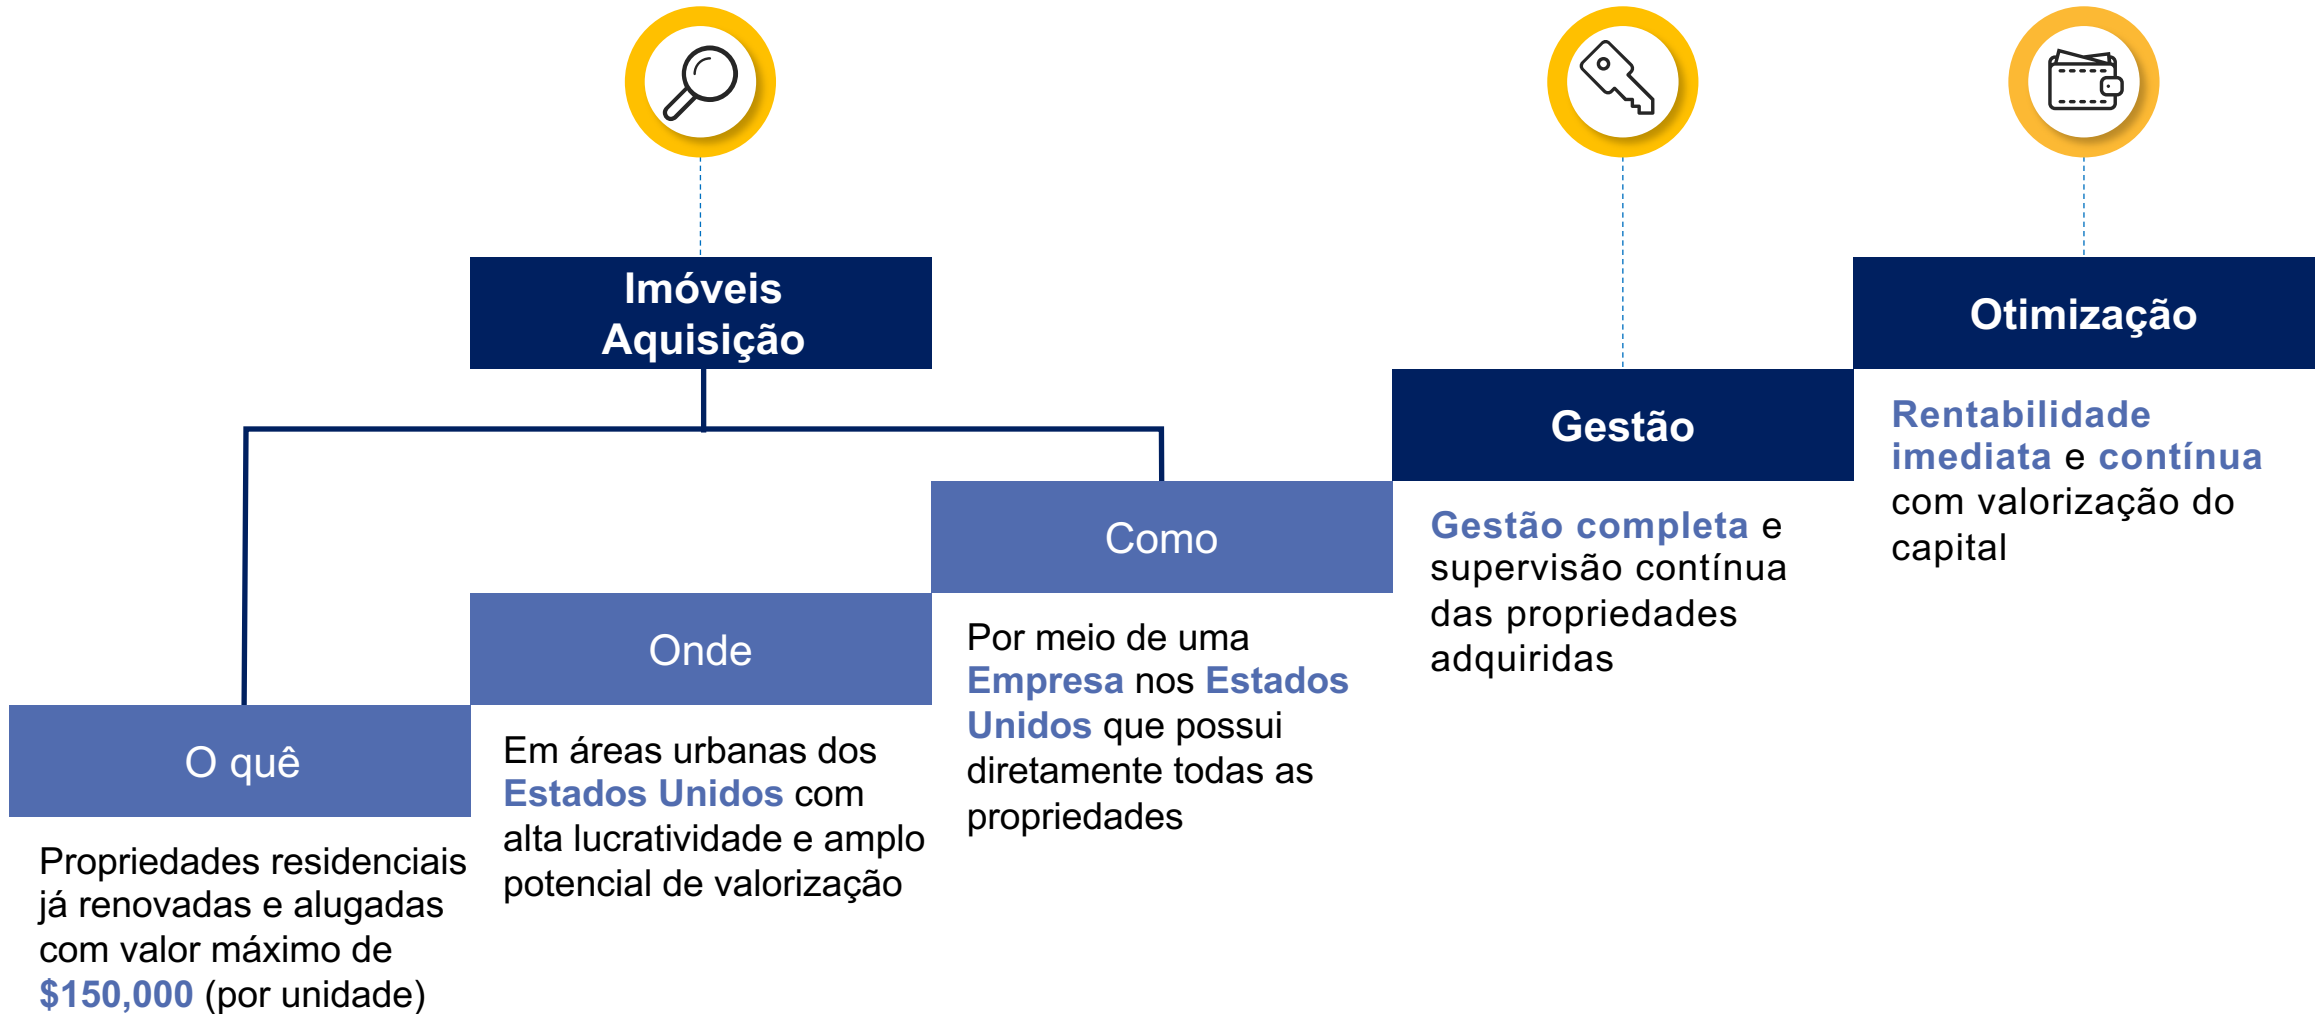 Imóveis
Aquisição
O quê
Propriedades residenciais
já renovadas e alugadas
com valor máximo de
$150,000 (por unidade)
Onde
Em áreas urbanas dos
Estados Unidos com
alta lucratividade e amplo
potencial de valorização
Como
Por meio de uma
Empresa nos Estados
Unidos que possui
diretamente todas as
propriedades
Gestão
Gestão completa e
supervisão contínua
das propriedades
adquiridas
Otimização
Rentabilidade
imediata e contínua
com valorização do
capital